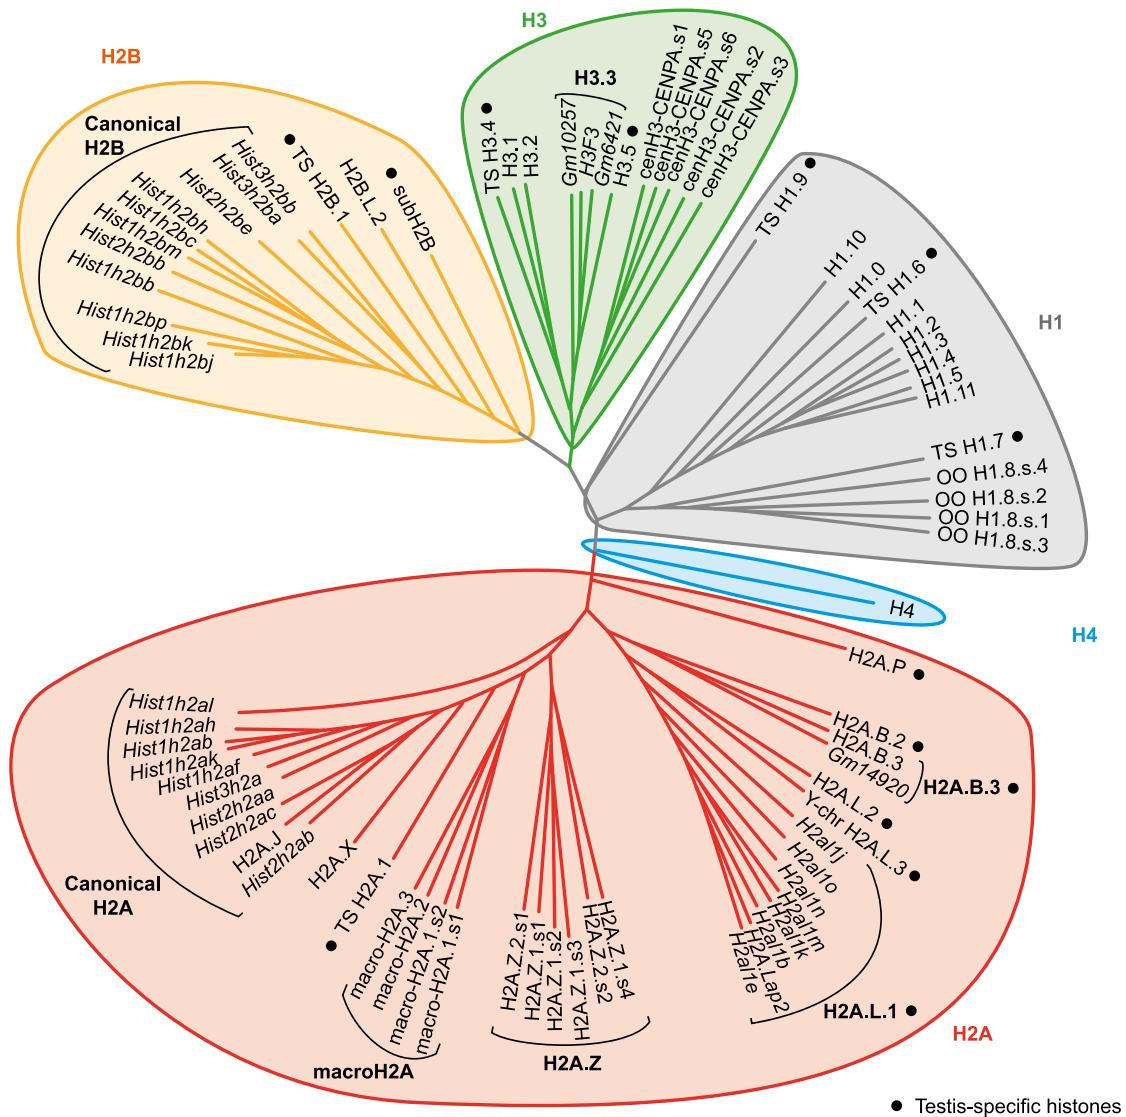 H3
H2B
H3.3
Canonical
H2B
Hist1h2bj
Hist1h2bk
Hist1h2bp
Hist1h2bb
Hist2h2bb
Hist1h2bm
Hist1h2bc
Hist1h2bh
Hist2h2be
Hist3h2ba
Hist3h2bb
TS H2B.1
H2B.L.2
subH2B
TS H3.4
H3.1
H3.2
Gm10257
H3F3
Gm6421
H3.5
cenH3-CENPA.s1
cenH3-CENPA.s5
cenH3-CENPA.s6
cenH3-CENPA.s2
cenH3-CENPA.s3
H1
TS H1.9
H1.10
H1.0
TS H1.6
H1.1
H1.2
H1.3
H1.4
H1.5
H1.11
TS H1.7
OO H1.8.s.4
OO H1.8.s.2
OO H1.8.s.1
OO H1.8.s.3
H4
H4
H2A.P
H2A.B.2
H2A.B.3
Gm14920
H2A.B.3
H2A.L.2
Y-chr H2A.L.3
H2al1j
H2al1o
H2al1n
H2al1m
H2al1k
H2al1b
H2A.Lap2
H2al1e
H2A.L.1
H2A
H2A.Z.1.s4
H2A.Z.2.s2
H2A.Z.1.s3
H2A.Z.1.s2
H2A.Z.1.s1
H2A.Z.2.s1
H2A.Z
macro-H2A.1.s1
macro-H2A.1.s2
macro-H2A.2
macro-H2A.3
macroH2A
TS H2A.1
H2A.X
Hist2h2ab
H2A.J
Hist2h2ac
Hist2h2aa
Hist3h2a
Hist1h2af
Hist1h2ak
Hist1h2ab
Hist1h2ah
Hist1h2al
Canonical
H2A
Testis-specific histones